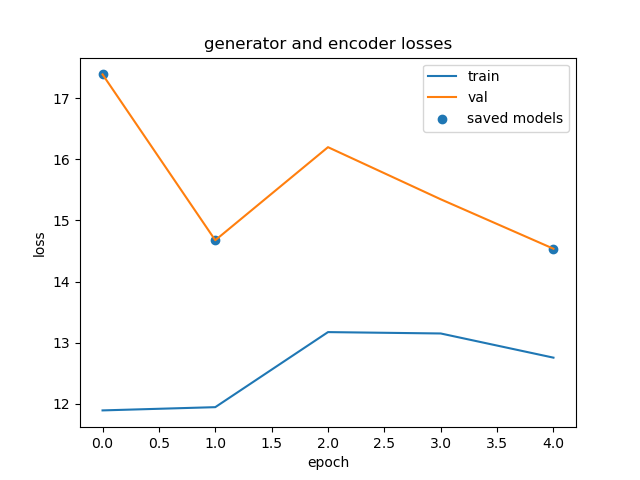 generator and encoder losses
train
val
saved models
17
16
15
14
13
12
loss
0.0 0.5 1.0 1.5 2.0 2.5 3.0 3.5 4.0
epoch